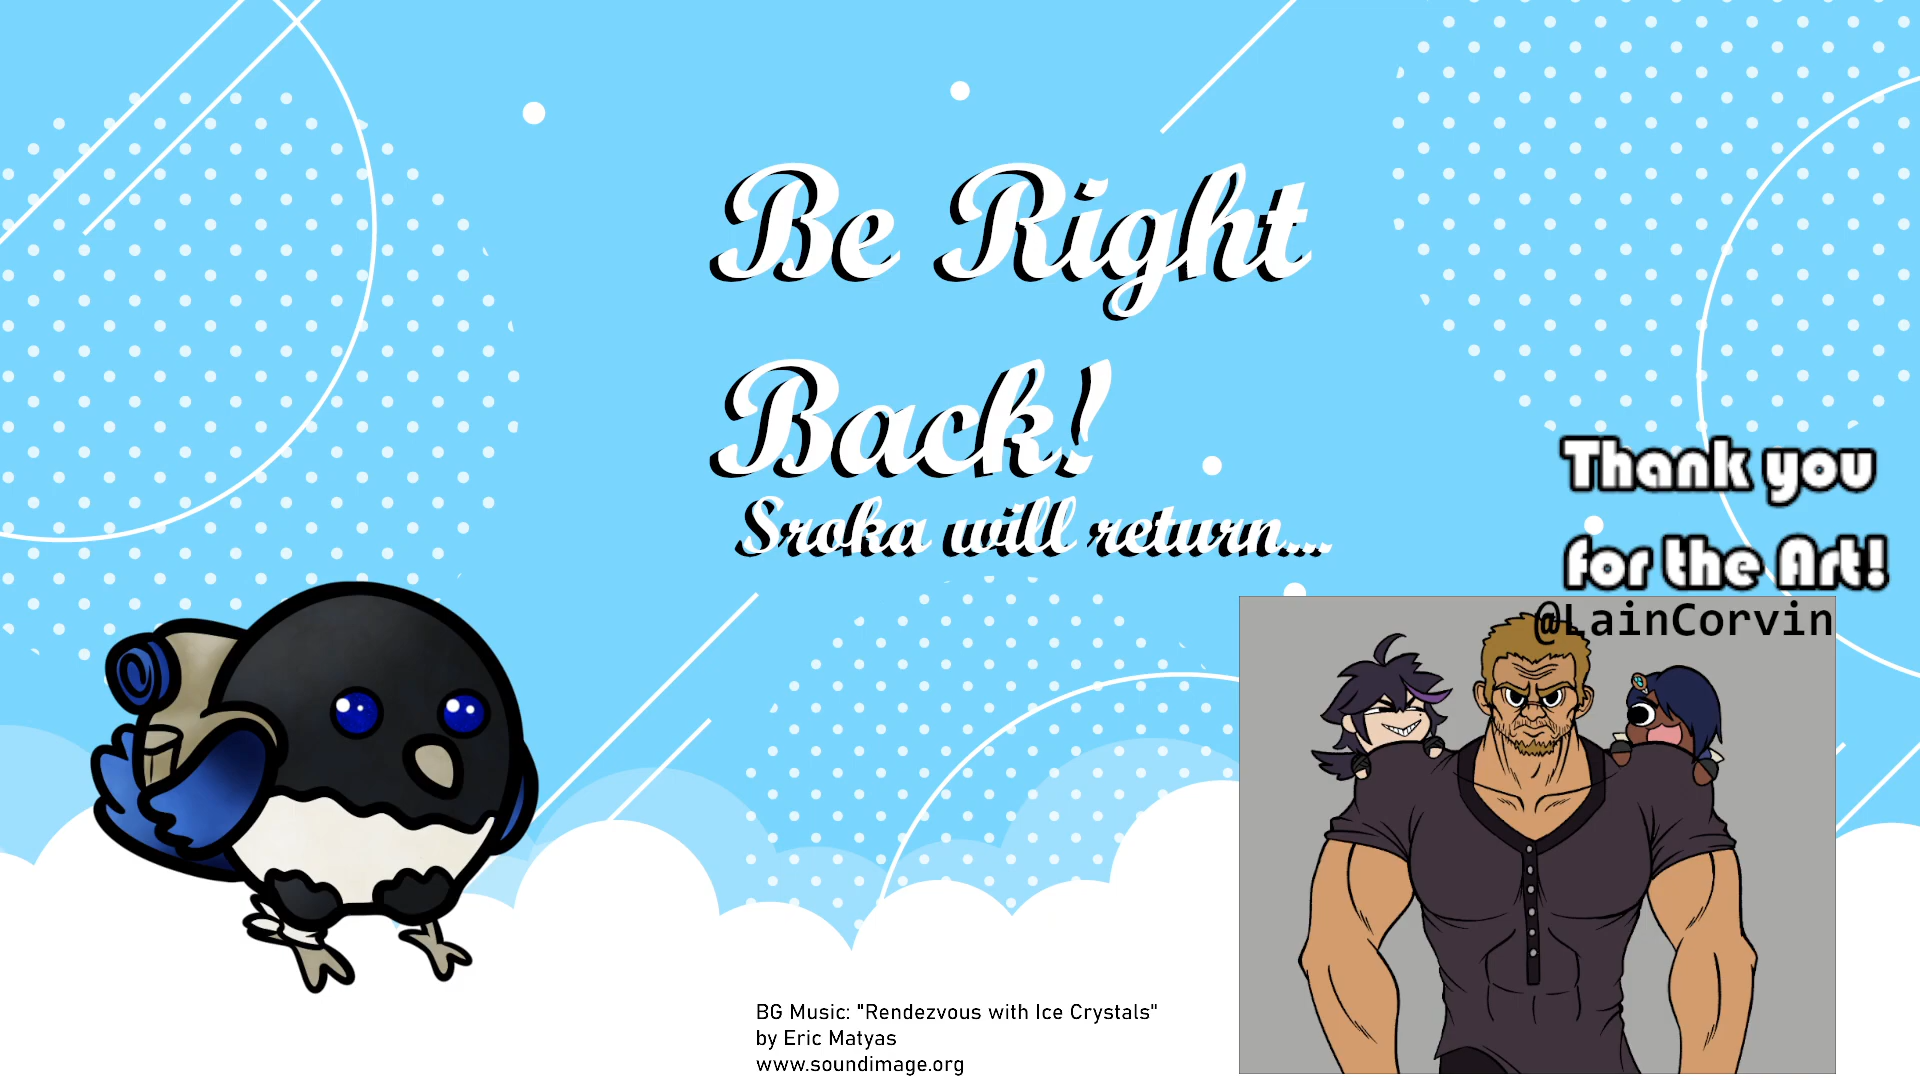 Be Right
Back!
Sroka will return....
Thank you
for the Art!
@LainCorvin
BG Music: "Rendezvous with Ice Crystals"
by Eric Matyas
www.soundimage.org